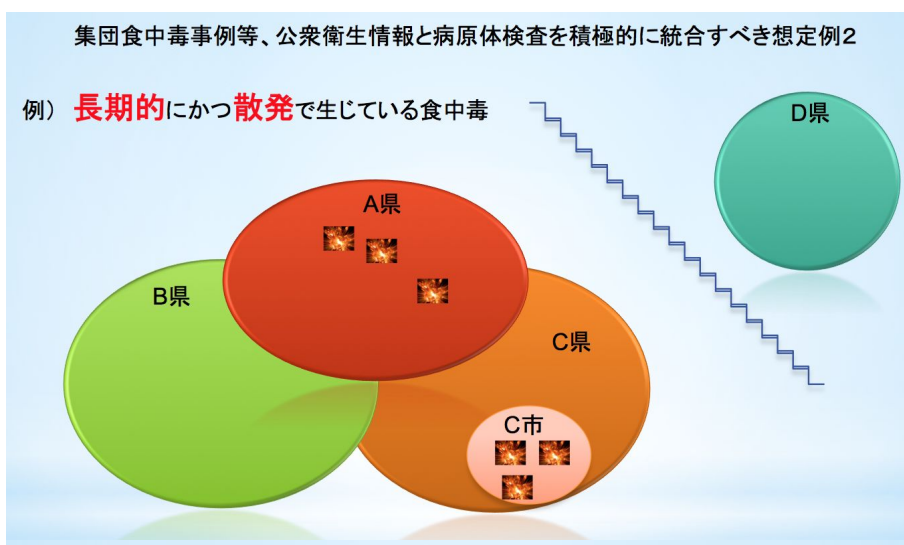 集団食中毒事例等、公衆衛生情報と病原体検査を積極的に統合すべき想定例２
例） 長期的にかつ散発で生じている食中毒
D県
A県
B県
C県
C市